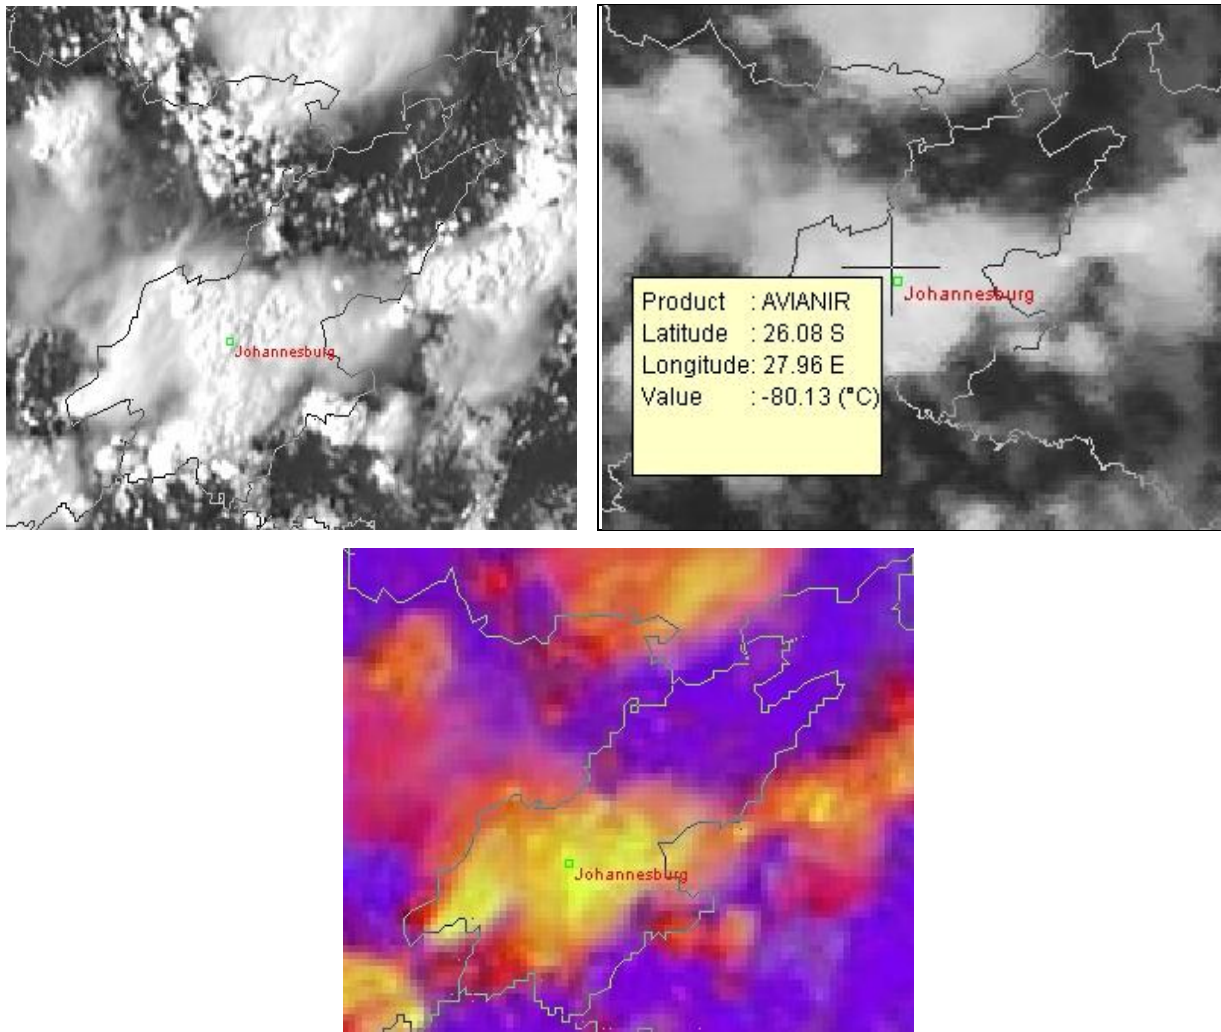 Johannesburg
Johannesburg
Product : AVIANIR
Latitude : 26.08 S
Longitude: 27.96 E
Value : -80.13 (°C)
Johannesburg